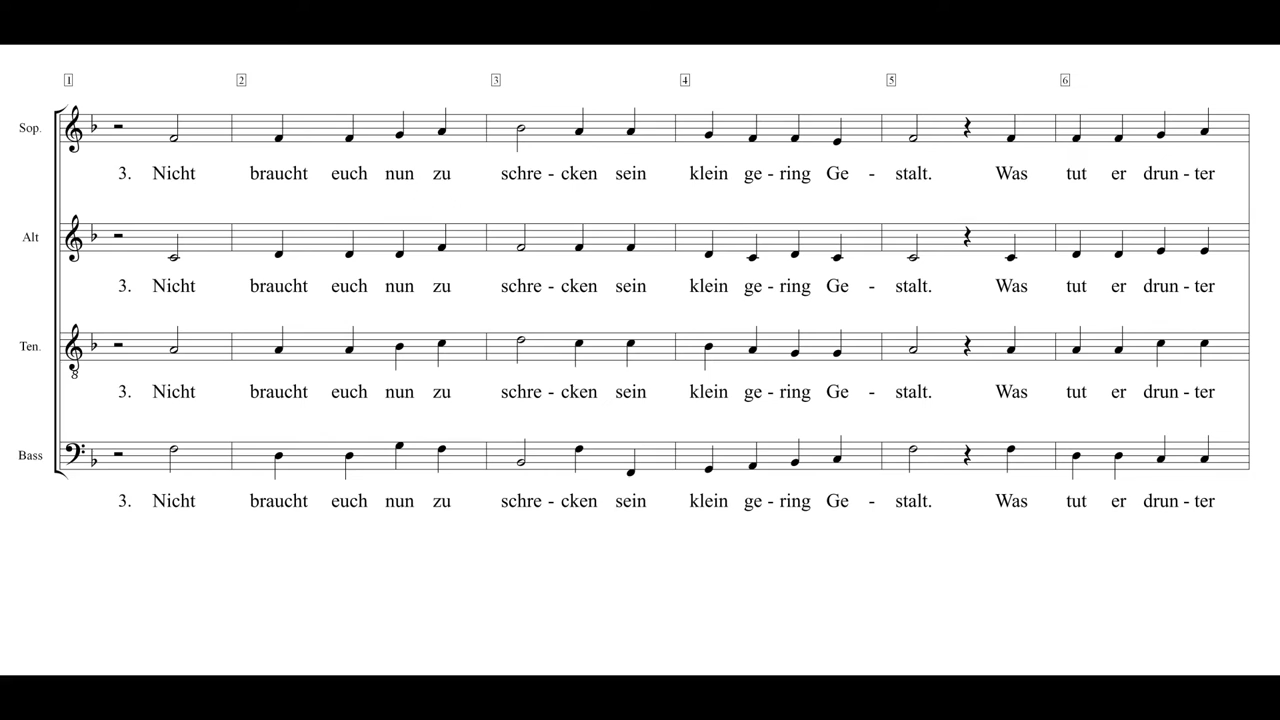 1 2 3 4 5 6
Sop.
3. Nicht braucht euch nun zu schre - cken sein klein ge - ring Ge - stalt. Was tut er drun - ter
Alt
3. Nicht braucht euch nun zu schre - cken sein klein ge - ring Ge - stalt. Was tut er drun - ter
Ten.
8
3. Nicht braucht euch nun zu schre - cken sein klein ge - ring Ge - stalt. Was tut er drun - ter
Bass
3. Nicht braucht euch nun zu schre - cken sein klein ge - ring Ge - stalt. Was tut er drun - ter